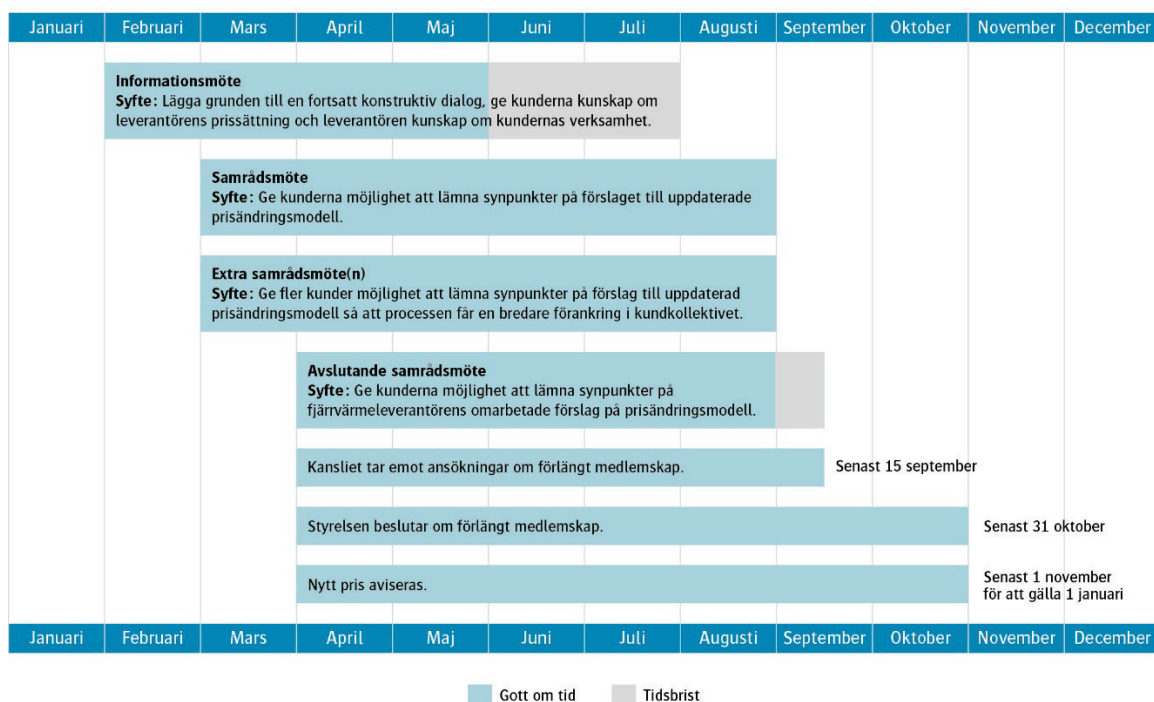 Januari Februari Mars April Maj Juni Juli Augusti September Oktober November December
Informationsmöte
Syfte: Lägga grunden till en fortsatt konstruktiv dialog, ge kunderna kunskap om
leverantörens prissättning och leverantören kunskap om kundernas verksamhet.
Samrådsmöte
Syfte: Ge kunderna möjlighet att lämna synpunkter på förslaget till uppdaterade
prisändringsmodell.
Extra samrådsmöte(n)
Syfte: Ge fler kunder möjlighet att lämna synpunkter på förslag till uppdaterad
prisändringsmodell så att processen får en bredare förankring i kundkollektivet.
Avslutande samrådsmöte
Syfte: Ge kunderna möjlighet att lämna synpunkter på
fjärrvärmeleverantörens omarbetade förslag på prisändringsmodell.
Kansliet tar emot ansökningar om förlängt medlemskap.
Senast 15 september
Styrelsen beslutar om förlängt medlemskap.
Senast 31 oktober
Nytt pris aviseras.
Senast 1 november
för att gälla 1 januari
Januari Februari Mars April Maj Juni Juli Augusti September Oktober November December
Gott om tid
Tidsbrist